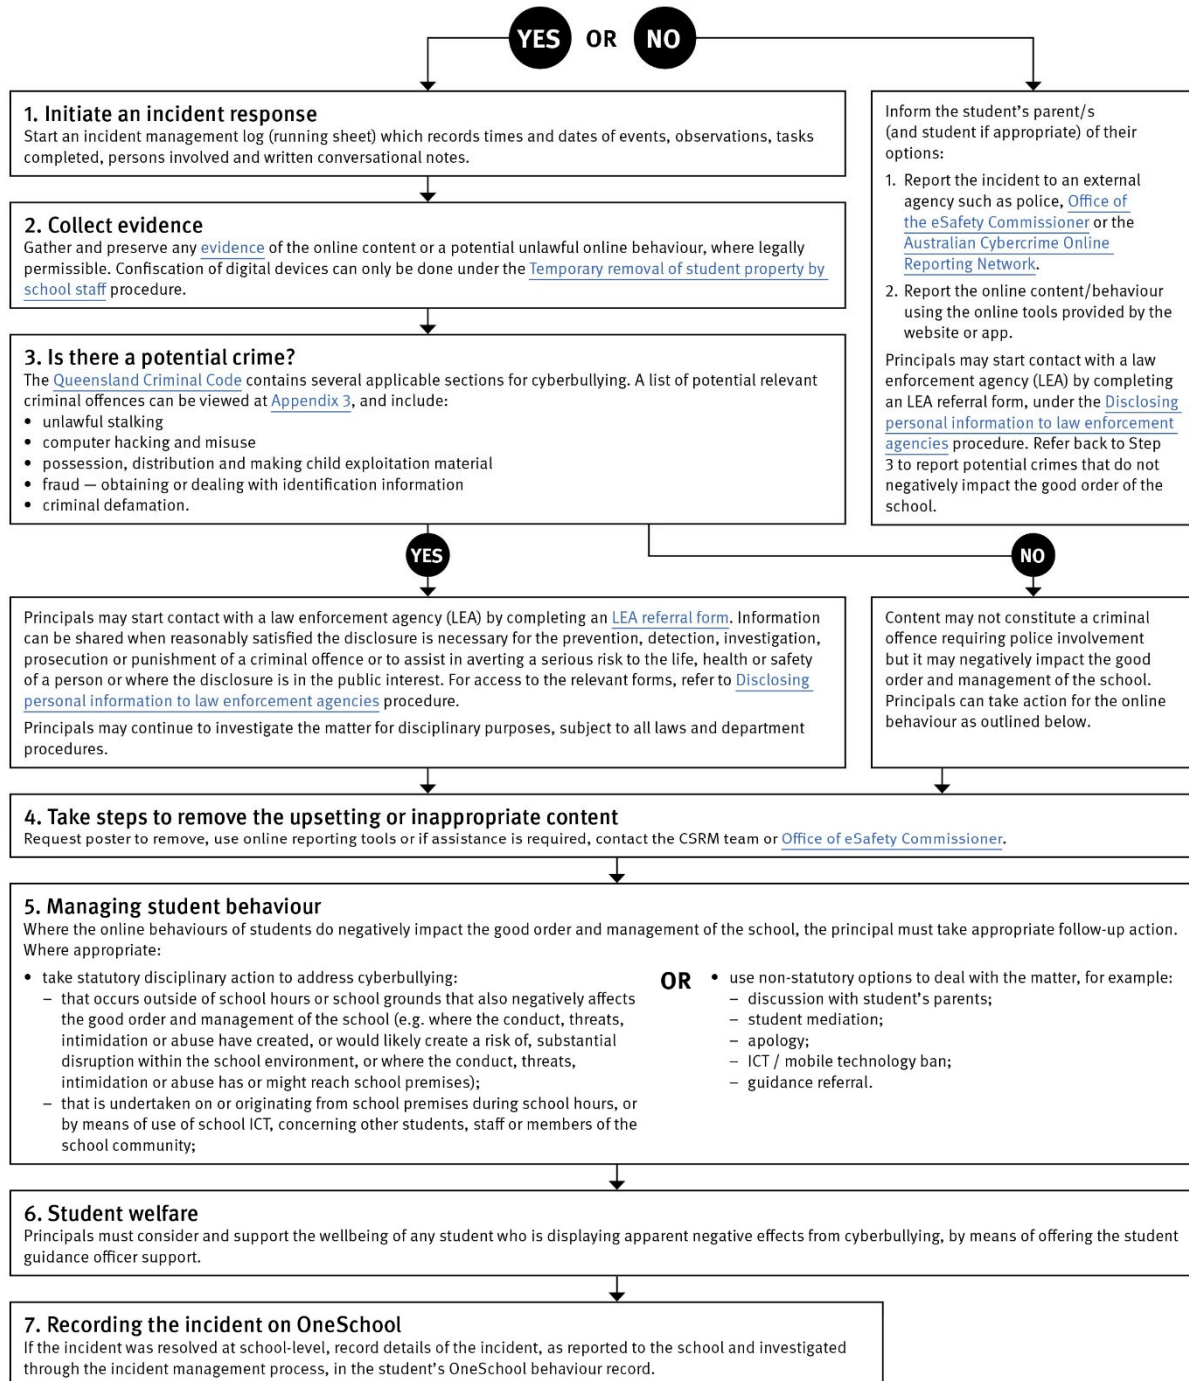 YES OR NO
1. Initiate an incident response
Start an incident management log (running sheet) which records times and dates of events, observations, tasks
completed, persons involved and written conversational notes.
Inform the student's parent/s
(and student if appropriate) of their
options:
1. Report the incident to an external
agency such as police, Office of
the eSafety Commissioner or the
Australian Cybercrime Online
Reporting Network.
2. Report the online content/behaviour
using the online tools provided by the
website or app.
Principals may start contact with a law
enforcement agency (LEA) by completing
an LEA referral form, under the Disclosing
personal information to law enforcement
agencies procedure. Refer back to Step
3 to report potential crimes that do not
negatively impact the good order of the
school.
2. Collect evidence
Gather and preserve any evidence of the online content or a potential unlawful online behaviour, where legally
permissible. Confiscation of digital devices can only be done under the Temporary removal of student property by
school staff procedure.
3. Is there a potential crime?
The Queensland Criminal Code contains several applicable sections for cyberbullying. A list of potential relevant
criminal offences can be viewed at Appendix 3, and include:
• unlawful stalking
• computer hacking and misuse
• possession, distribution and making child exploitation material
• fraud — obtaining or dealing with identification information
• criminal defamation.
YES
NO
Principals may start contact with a law enforcement agency (LEA) by completing an LEA referral form. Information
can be shared when reasonably satisfied the disclosure is necessary for the prevention, detection, investigation,
prosecution or punishment of a criminal offence or to assist in averting a serious risk to the life, health or safety
of a person or where the disclosure is in the public interest. For access to the relevant forms, refer to Disclosing
personal information to law enforcement agencies procedure.
Principals may continue to investigate the matter for disciplinary purposes, subject to all laws and department
procedures.
Content may not constitute a criminal
offence requiring police involvement
but it may negatively impact the good
order and management of the school.
Principals can take action for the online
behaviour as outlined below.
4. Take steps to remove the upsetting or inappropriate content
Request poster to remove, use online reporting tools or if assistance is required, contact the CSRM team or Office of eSafety Commissioner.
5. Managing student behaviour
Where the online behaviours of students do negatively impact the good order and management of the school, the principal must take appropriate follow-up action.
Where appropriate:
• take statutory disciplinary action to address cyberbullying:
– that occurs outside of school hours or school grounds that also negatively affects
the good order and management of the school (e.g. where the conduct, threats,
intimidation or abuse have created, or would likely create a risk of, substantial
disruption within the school environment, or where the conduct, threats,
intimidation or abuse has or might reach school premises);
– that is undertaken on or originating from school premises during school hours, or
by means of use of school ICT, concerning other students, staff or members of the
school community;
OR
• use non-statutory options to deal with the matter, for example:
– discussion with student's parents;
– student mediation;
– apology;
– ICT / mobile technology ban;
– guidance referral.
6. Student welfare
Principals must consider and support the wellbeing of any student who is displaying apparent negative effects from cyberbullying, by means of offering the student
guidance officer support.
7. Recording the incident on OneSchool
If the incident was resolved at school-level, record details of the incident, as reported to the school and investigated
through the incident management process, in the student's OneSchool behaviour record.